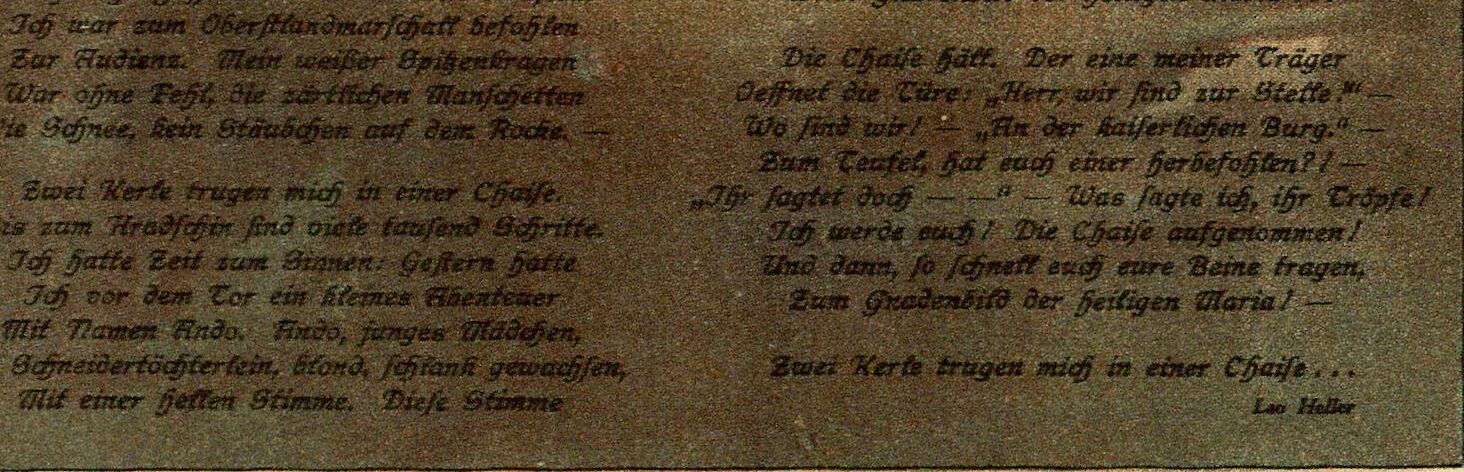 Ich war zum Oberſtlandmarſchall befohlen
Zur Audienz. Mein weißer Spitzenkragen
War ohne Fehl, die zärtlichen Manſchetten
Schnee, kein Stäubchen auf dem Rocke. —
Zwei Kerle trugen mich in einer Chaiſe.
zum Hradſchin ſind viele tauſend Schritte.
Ich hatte Zeit zum Sinnen: Geſtern hatte
Ich vor dem Tor ein kleines Abenteuer
Mit Namen Ando. Ando, junges Mädchen,
Schneidertöchterlein, blond, ſchlank gewachſen,
Mit einer hellen Stimme. Dieſe Stimme
Die Chaiſe hält. Der eine meiner Träger
Oeffnet die Türe: „Herr, wir ſind zur Stelle!“ —
Wo ſind wir! — „An der kaiſerlichen Burg.“ —
Zum Teufel, hat euch einer herbefohlen?! —
„Ihr ſagtet doch — —“ — Was ſagte ich, ihr Tröpfe!
Ich werde euch! Die Chaiſe aufgenommen!
Und dann, ſo ſchnell euch eure Beine tragen,
Zum Gnadenbild der heiligen Maria! —
Zwei Kerle trugen mich in einer Chaiſe...
Leo Heller